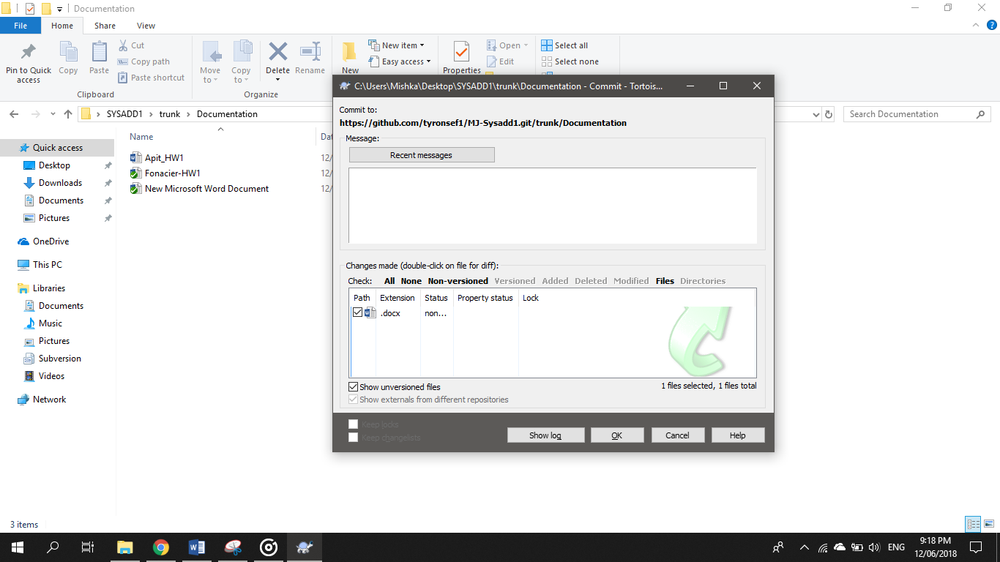 Documentation
File Home Share View
Pin to Quick access
Copy
Paste
Cut
Copy path
Paste shortcut
Clipboard
Move to
Copy to
Delete
Rename
Organize
New
New item
Easy access
Properties
Open
Edit
Select all
Select none
SYSADD1 trunk Documentation
Search Documentation
Quick access
Desktop
Downloads
Documents
Pictures
OneDrive
This PC
Libraries
Documents
Music
Pictures
Subversion
Videos
Network
Name
Apit_HW1 12/
Fonacier-HW1 12/
New Microsoft Word Document 12/
C:\Users\Mishka\Desktop\SYSADD1\trunk\Documentation - Commit - Tortois...
Commit to:
https://github.com/tyronsef1/MJ-Sysadd1.git/trunk/Documentation
Message:
Recent messages
Changes made (double-click on file for diff):
Check: All None Non-versioned Versioned Added Deleted Modified Files Directories
Path Extension Status Property status Lock
.docx non...
Show unversioned files
1 files selected, 1 files total
Show externals from different repositories
Keep locks
Keep changelists
Show log OK Cancel Help
3 items
ENG
9:18 PM
12/06/2018